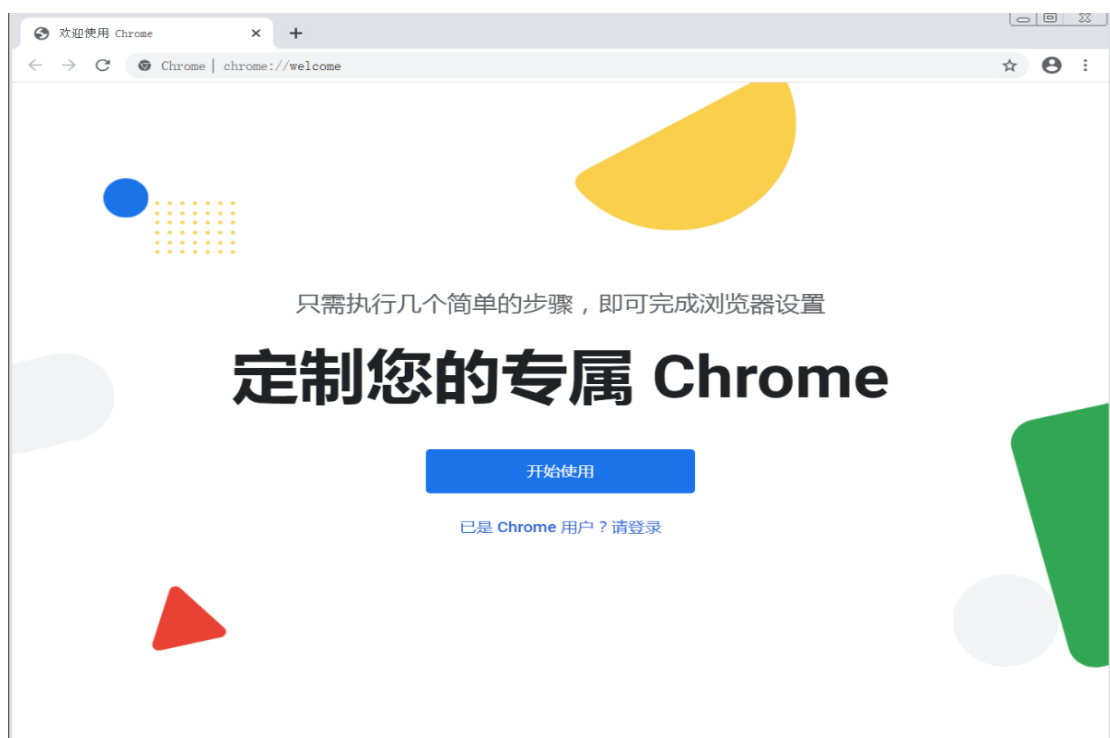 欢迎使用 Chrome
Chrome | chrome://welcome
只需执行几个简单的步骤，即可完成浏览器设置
定制您的专属 Chrome
开始使用
已是 Chrome 用户？请登录